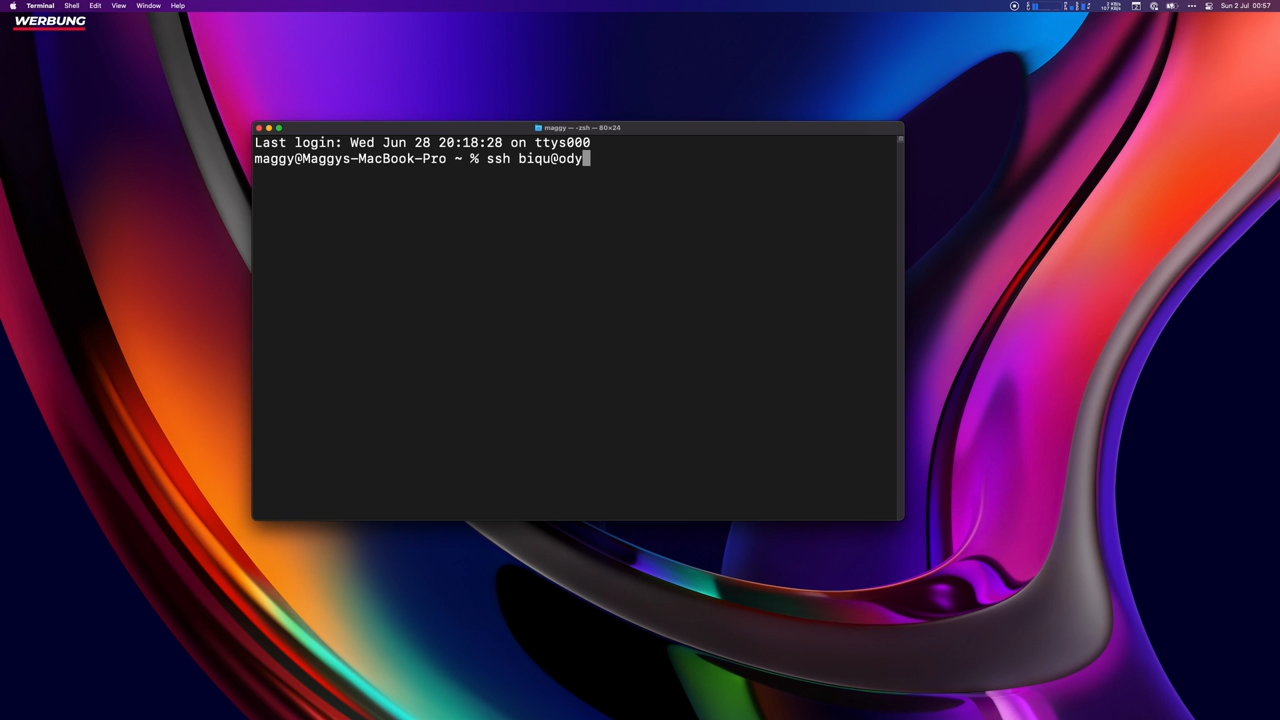 Terminal Shell Edit View Window Help
Sun 2 Jul 00:57
WERBUNG
maggy — -zsh — 80×24
Last login: Wed Jun 28 20:18:28 on ttys000
maggy@Maggys-MacBook-Pro ~ % ssh biqu@ody